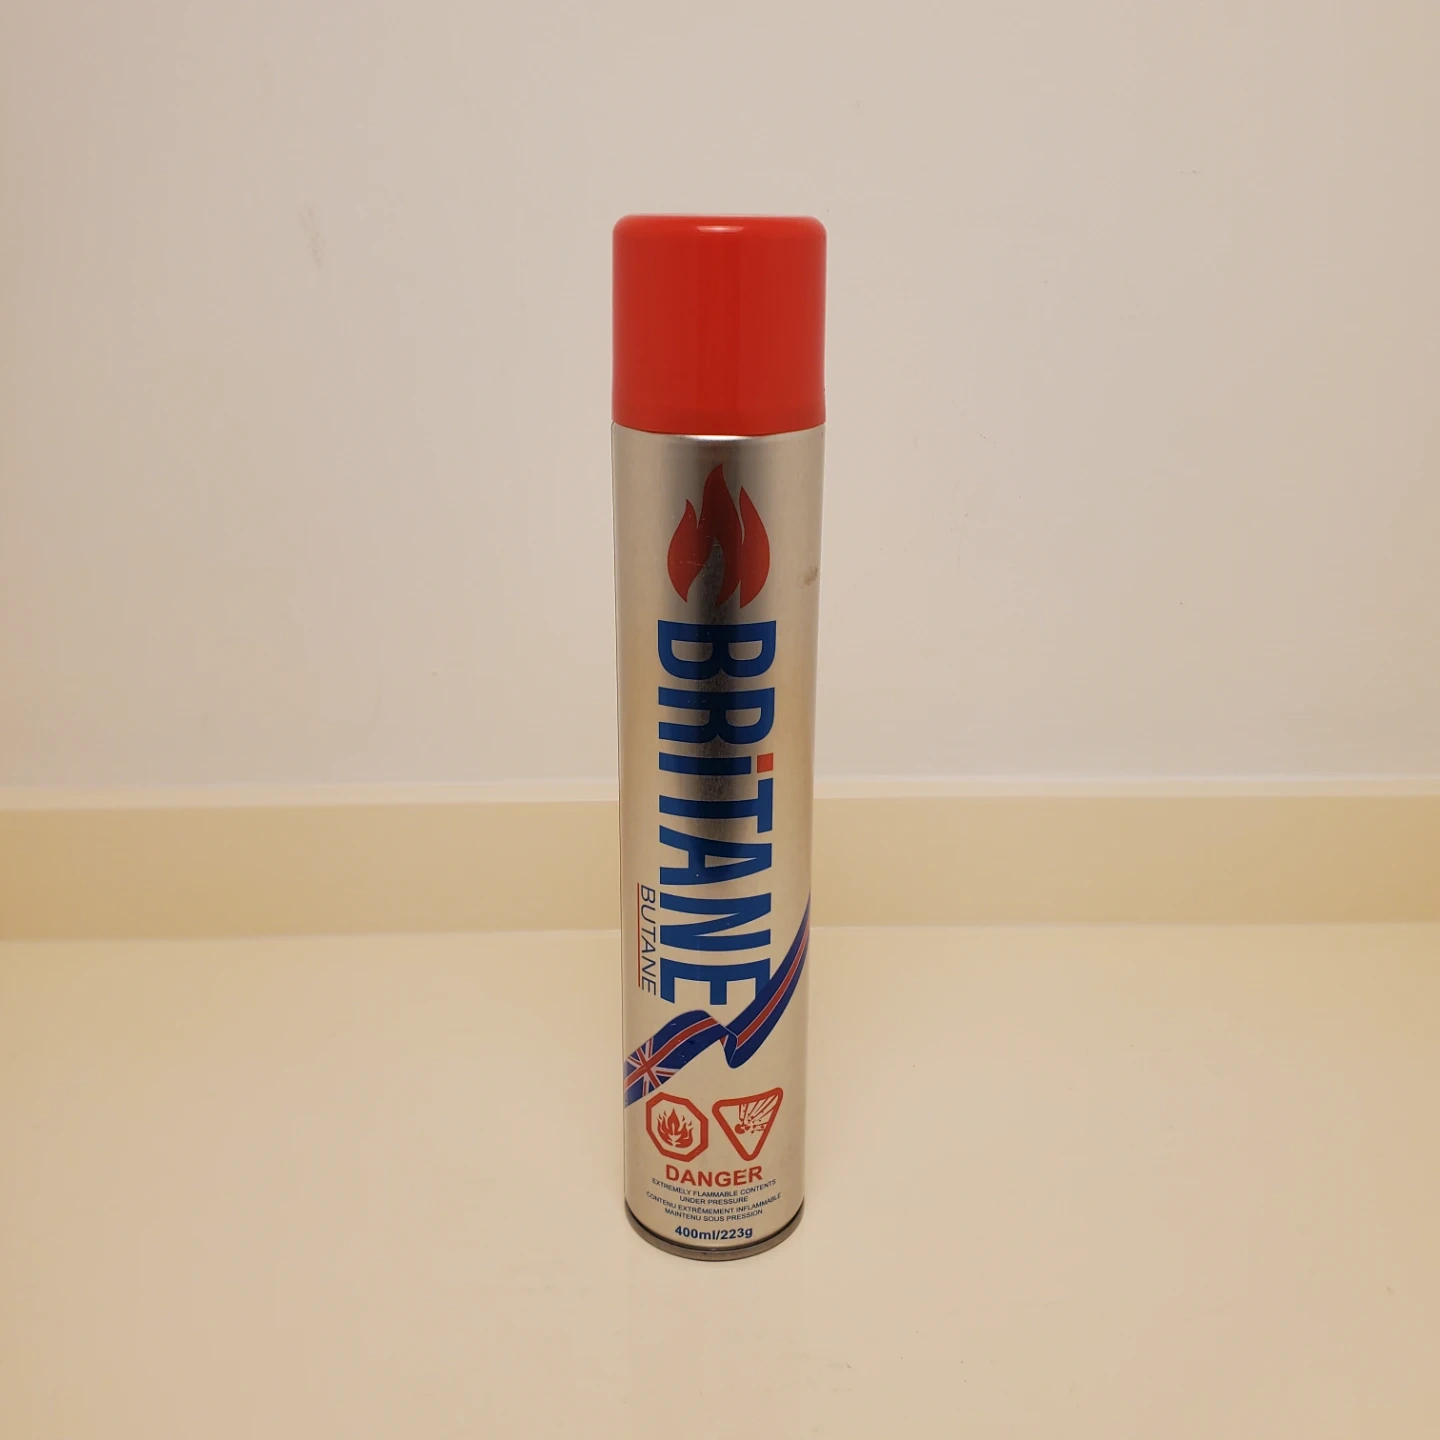 BRiTANE
BUTANE
DANGER
EXTREMELY FLAMMABLE CONTENTS
UNDER PRESSURE
CONTENU EXTRÊMEMENT INFLAMMABLE
MAINTENU SOUS PRESSION
400ml/223g